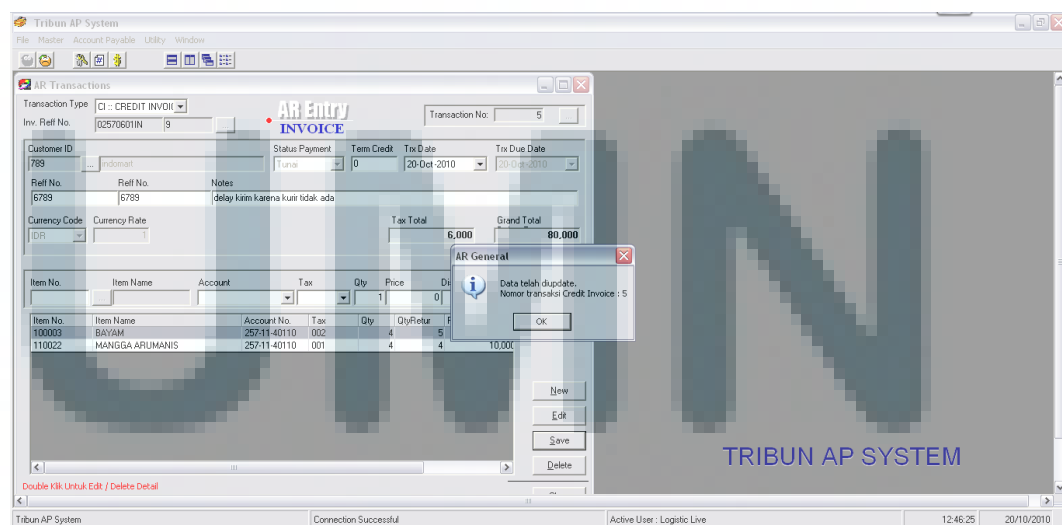 Tribun AP System
File Master Account Payable Utility Window
AR Transactions
Transaction Type CI :: CREDIT INVOI
AR Entry
INVOICE
Transaction No: 5 ...
Inv. Reff No. 02570601IN 9 ...
Customer ID Status Payment Term Credit Trx Date Trx Due Date
789 ... indomart Tunai 0 20-Oct-2010 20-Oct-2010
Reff No. Reff No. Notes
6789 6789 delay kirim karena kurir tidak ada
Currency Code Currency Rate Tax Total Grand Total
IDR 1 6,000 80,000
AR General
Data telah diupdate.
Nomor transaksi Credit Invoice : 5
OK
Item No. Item Name Account Tax Qty Price
... 1 0
Item No. Item Name Account No. Tax Qty QtyRetur
100003 BAYAM 257-11-40110 002 4 5
110022 MANGGA ARUMANIS 257-11-40110 001 4 4 10,000
New
Edit
Save
Delete
Double Klik Untuk Edit / Delete Detail
TRIBUN AP SYSTEM
Tribun AP System Connection Successful Active User : Logistic Live 12:46:25 20/10/2010
UMN